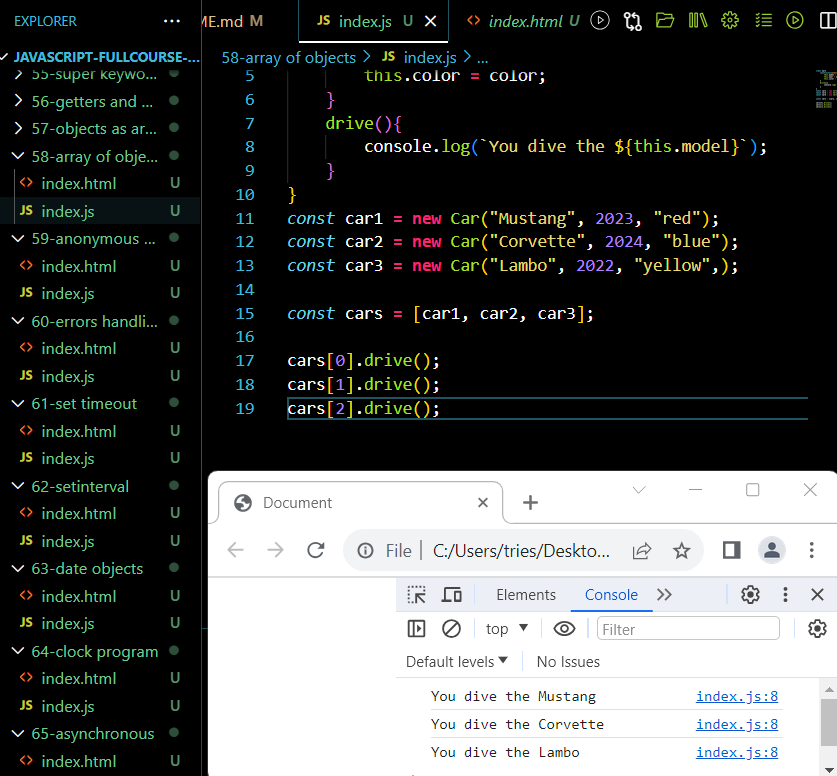 EXPLORER
...
JAVASCRIPT-FULLCOURSE-...
55-super keywo...
56-getters and ...
57-objects as ar...
58-array of obje...
<> index.html U
JS index.js U
59-anonymous ...
<> index.html U
JS index.js U
60-errors handli...
<> index.html U
JS index.js U
61-set timeout
<> index.html U
JS index.js U
62-setinterval
<> index.html U
JS index.js U
63-date objects
<> index.html U
JS index.js U
64-clock program
<> index.html U
JS index.js U
65-asynchronous
<> index.html U
ME.md M
JS index.js U
<> index.html U
58-array of objects > JS index.js > ...
5 this.color = color;
6 }
7 drive(){
8 console.log(`You dive the ${this.model}`);
9 }
10 }
11 const car1 = new Car("Mustang", 2023, "red");
12 const car2 = new Car("Corvette", 2024, "blue");
13 const car3 = new Car("Lambo", 2022, "yellow",);
14
15 const cars = [car1, car2, car3];
16
17 cars[0].drive();
18 cars[1].drive();
19 cars[2].drive();
Document
File | C:/Users/tries/Deskto...
Elements Console
top Filter
Default levels No Issues
You dive the Mustang index.js:8
You dive the Corvette index.js:8
You dive the Lambo index.js:8